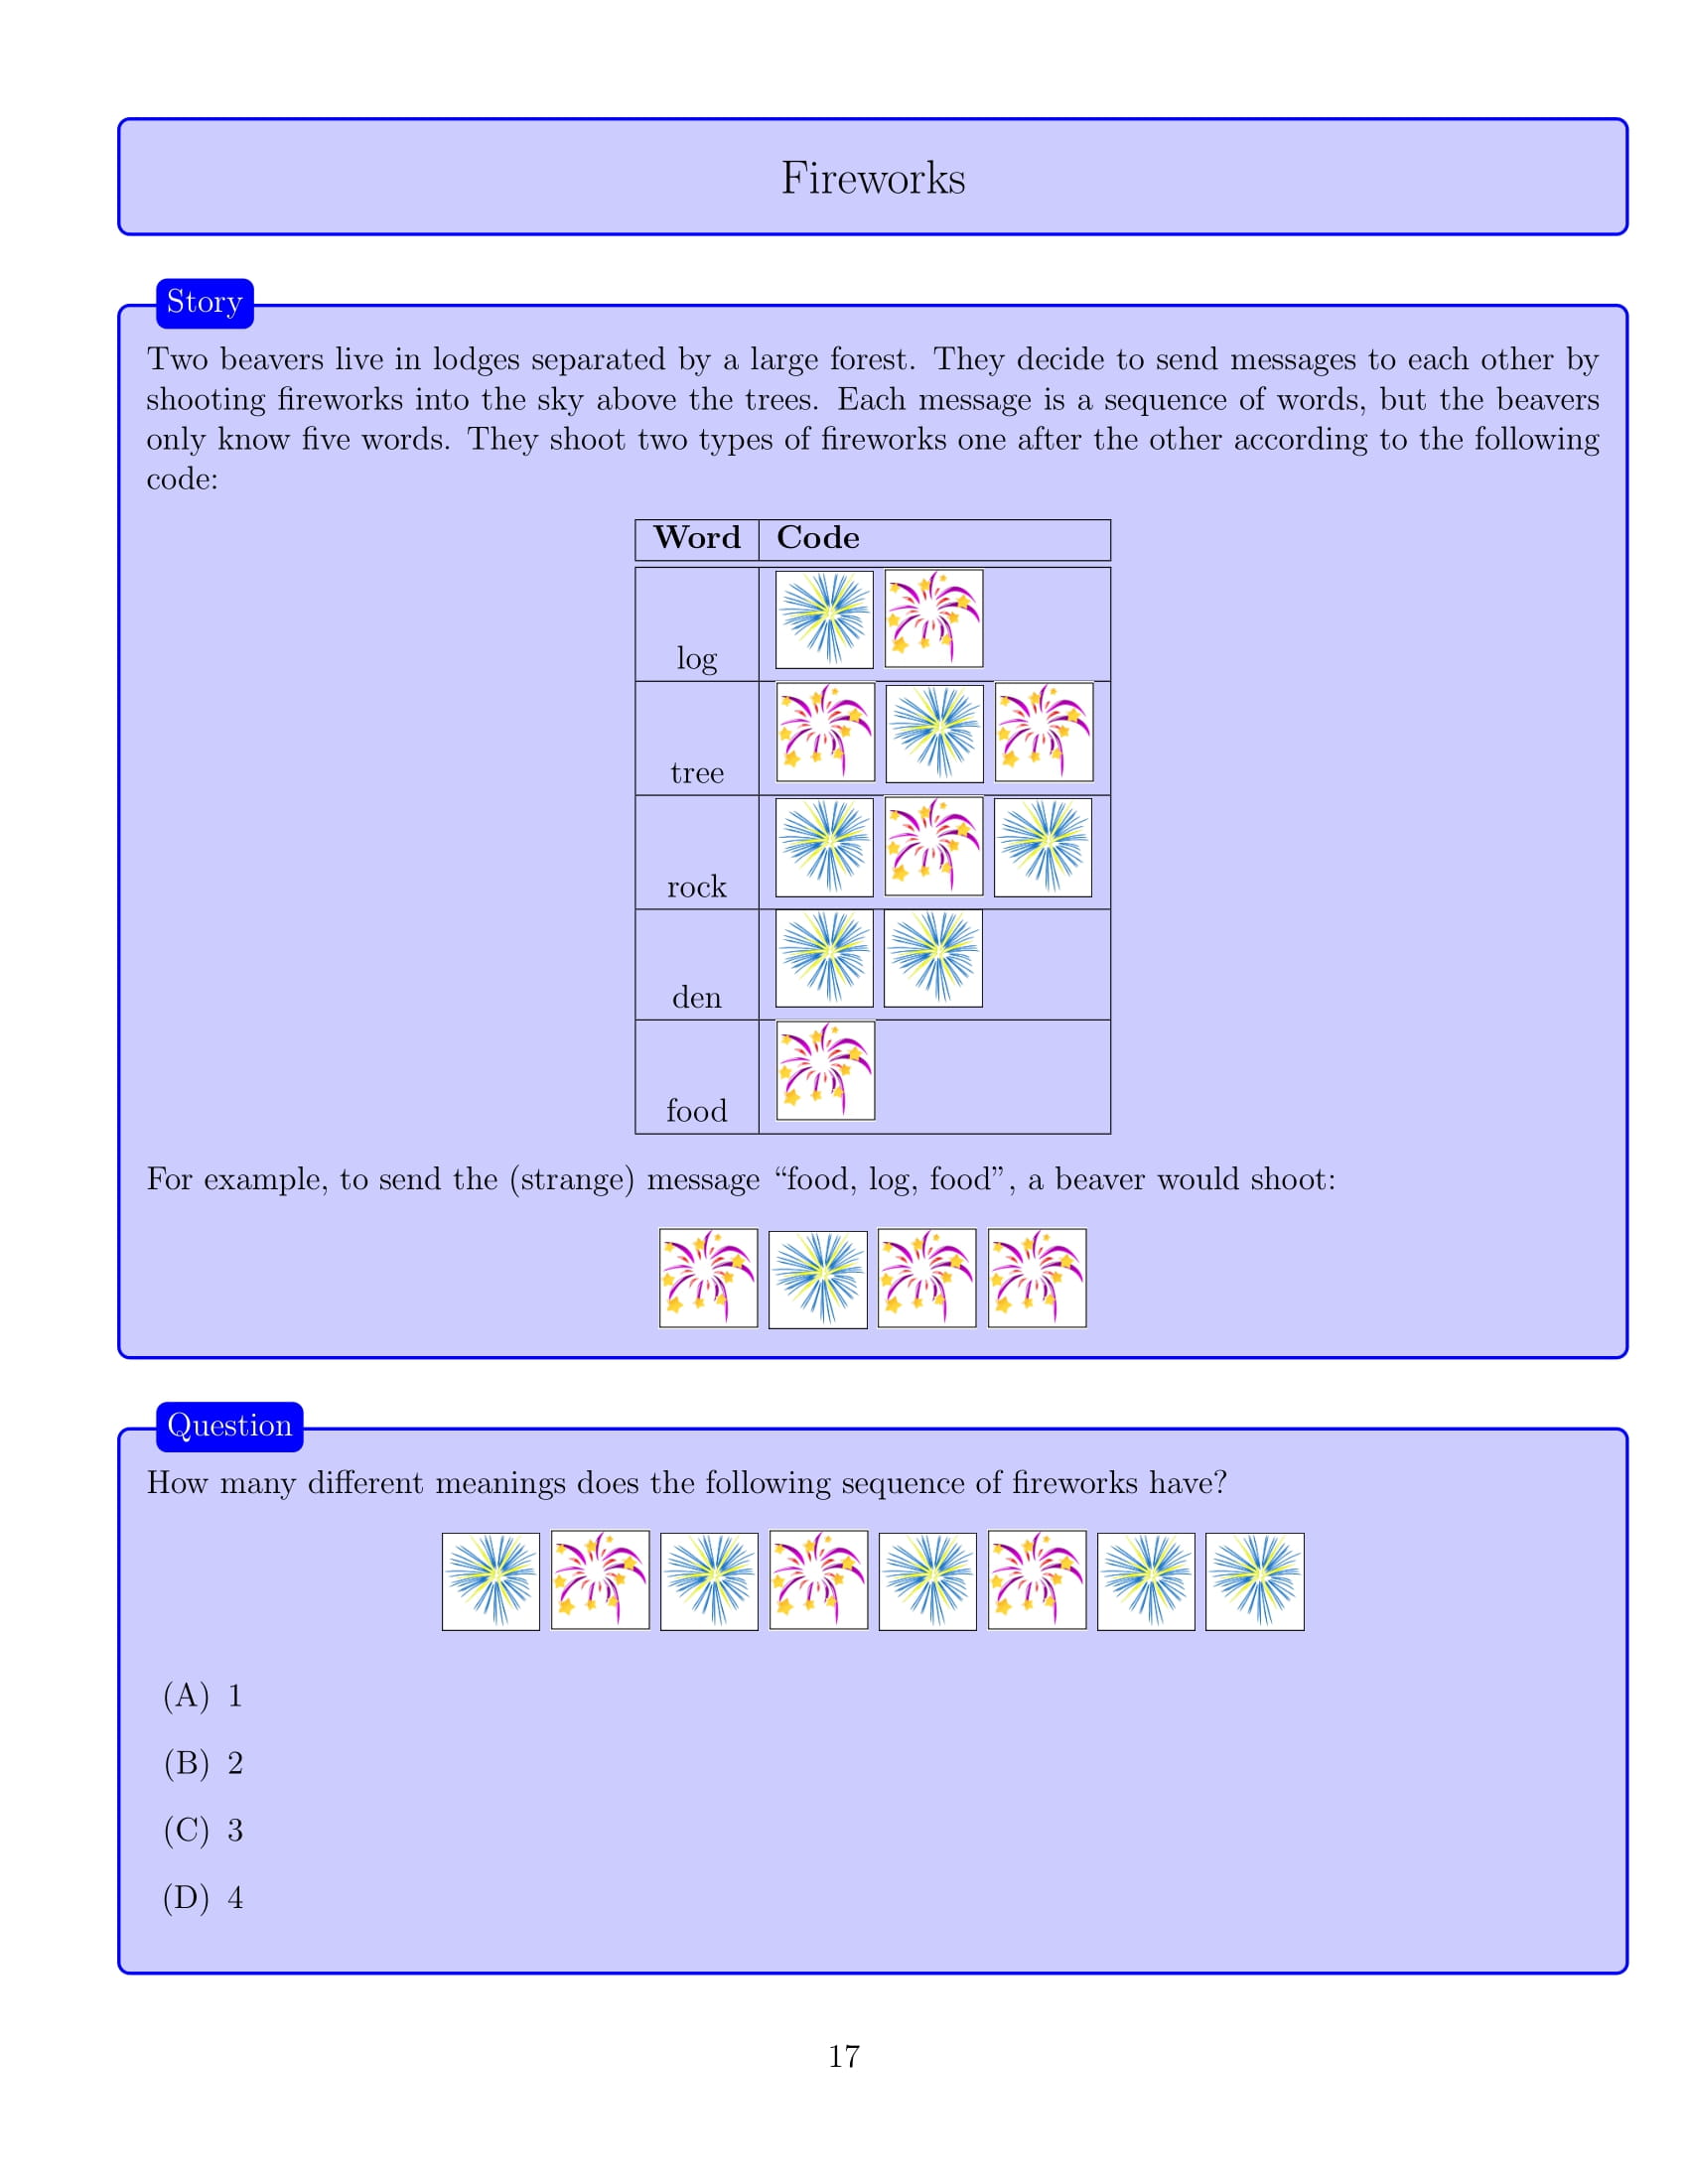 Fireworks
Story
Two beavers live in lodges separated by a large forest. They decide to send messages to each other by
shooting fireworks into the sky above the trees. Each message is a sequence of words, but the beavers
only know five words. They shoot two types of fireworks one after the other according to the following
code:
Word Code
log
tree
rock
den
food
For example, to send the (strange) message “food, log, food”, a beaver would shoot:
Question
How many different meanings does the following sequence of fireworks have?
(A) 1
(B) 2
(C) 3
(D) 4
17